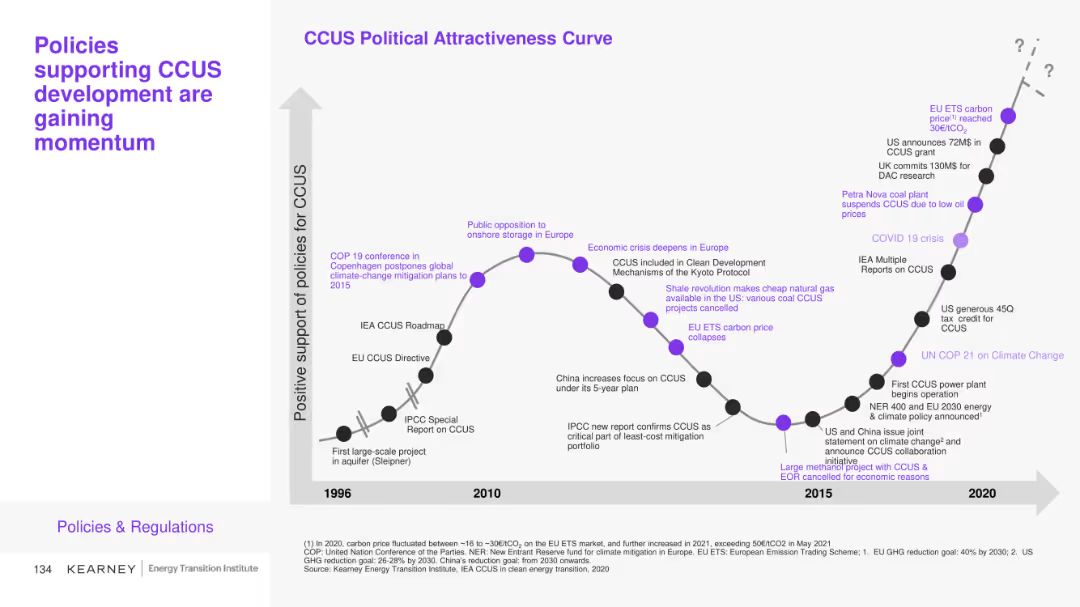 Policies
supporting CCUS
development are
gaining
momentum
CCUS Political Attractiveness Curve
?
?
Positive support of policies for CCUS
EU ETS carbon
price(1) reached
30€/tCO2
US announces 72M$ in
CCUS grant
UK commits 130M$ for
DAC research
Petra Nova coal plant
suspends CCUS due to low oil
prices
COVID 19 crisis
IEA Multiple
Reports on CCUS
US generous 45Q
tax credit for
CCUS
UN COP 21 on Climate Change
First CCUS power plant
begins operation
NER 400 and EU 2030 energy
& climate policy announced1
US and China issue joint
statement on climate change2 and
announce CCUS collaboration
initiative
Large methanol project with CCUS &
EOR cancelled for economic reasons
Public opposition to
onshore storage in Europe
Economic crisis deepens in Europe
CCUS included in Clean Development
Mechanisms of the Kyoto Protocol
Shale revolution makes cheap natural gas
available in the US: various coal CCUS
projects cancelled
EU ETS carbon price
collapses
China increases focus on CCUS
under its 5-year plan
IPCC new report confirms CCUS as
critical part of least-cost mitigation
portfolio
COP 19 conference in
Copenhagen postpones global
climate-change mitigation plans to
2015
IEA CCUS Roadmap
EU CCUS Directive
IPCC Special
Report on CCUS
First large-scale project
in aquifer (Sleipner)
1996
2010
2015
2020
Policies & Regulations
(1) In 2020, carbon price fluctuated between ~16 to ~30€/tCO2 on the EU ETS market, and further increased in 2021, exceeding 50€/tCO2 in May 2021
COP: United Nation Conference of the Parties. NER: New Entrant Reserve fund for climate mitigation in Europe. EU ETS: European Emission Trading Scheme; 1. EU GHG reduction goal: 40% by 2030; 2. US
GHG reduction goal: 26-28% by 2030. China's reduction goal: from 2030 onwards.
Source: Kearney Energy Transition Institute, IEA CCUS in clean energy transition, 2020
134 KEARNEY Energy Transition Institute